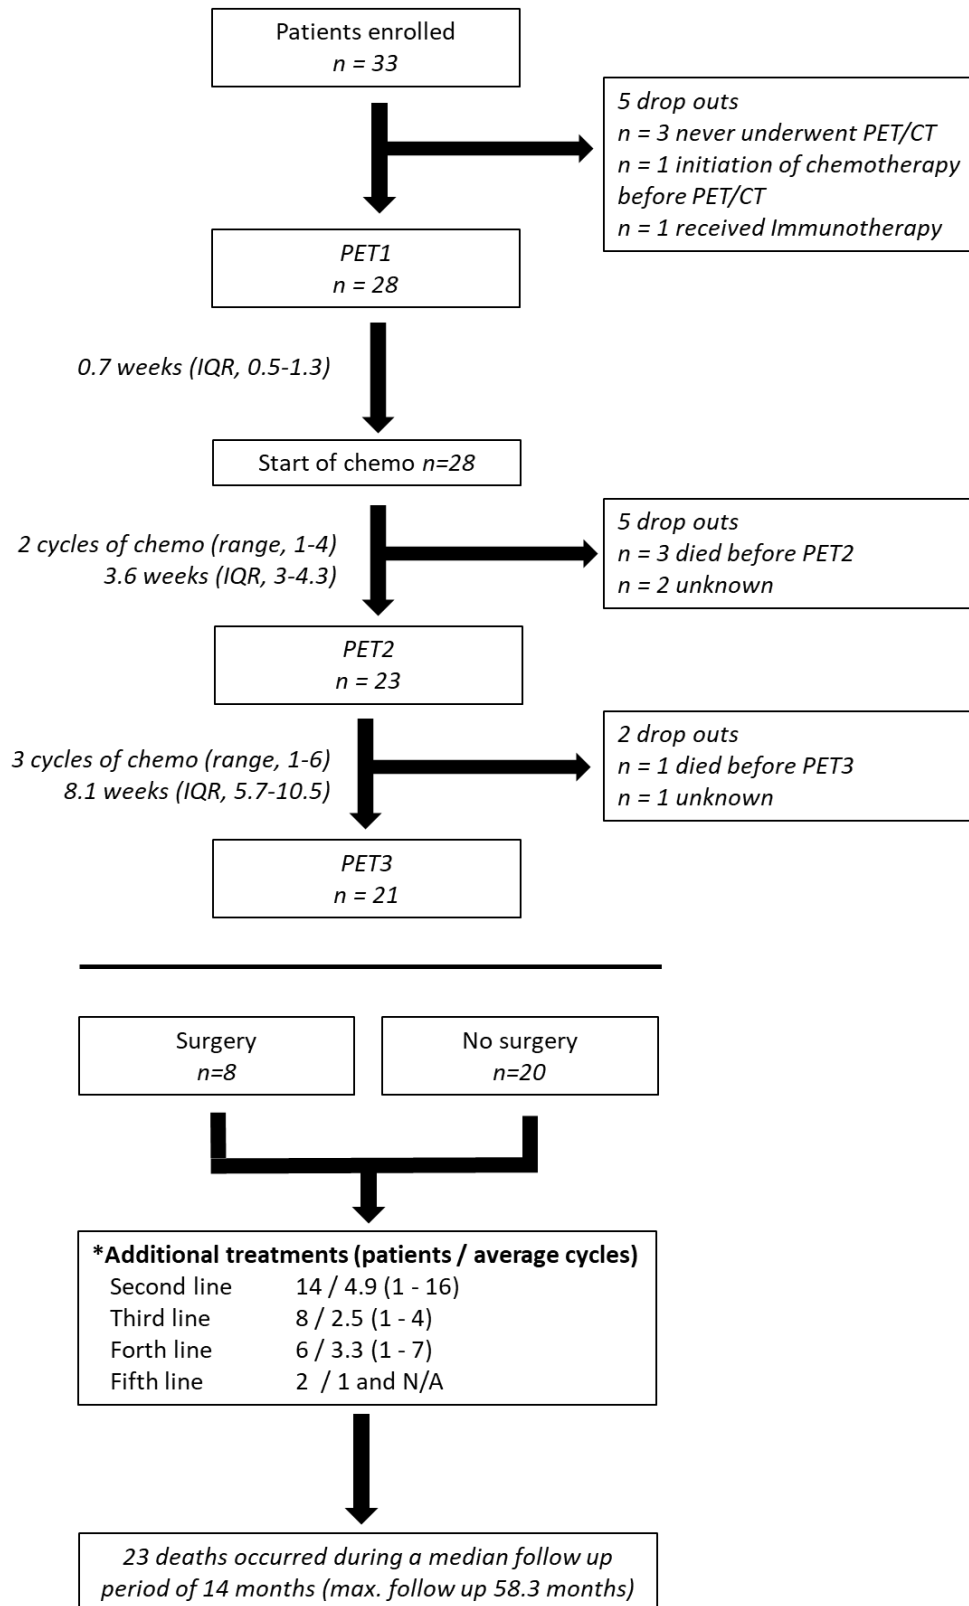 Patients enrolled
n = 33
5 drop outs
n = 3 never underwent PET/CT
n = 1 initiation of chemotherapy
before PET/CT
n = 1 received Immunotherapy
PET1
n = 28
0.7 weeks (IQR, 0.5-1.3)
Start of chemo n=28
2 cycles of chemo (range, 1-4)
3.6 weeks (IQR, 3-4.3)
5 drop outs
n = 3 died before PET2
n = 2 unknown
PET2
n = 23
3 cycles of chemo (range, 1-6)
8.1 weeks (IQR, 5.7-10.5)
2 drop outs
n = 1 died before PET3
n = 1 unknown
PET3
n = 21
Surgery
n=8
No surgery
n=20
*Additional treatments (patients / average cycles)
Second line 14 / 4.9 (1 - 16)
Third line 8 / 2.5 (1 - 4)
Forth line 6 / 3.3 (1 - 7)
Fifth line 2 / 1 and N/A
23 deaths occurred during a median follow up
period of 14 months (max. follow up 58.3 months)